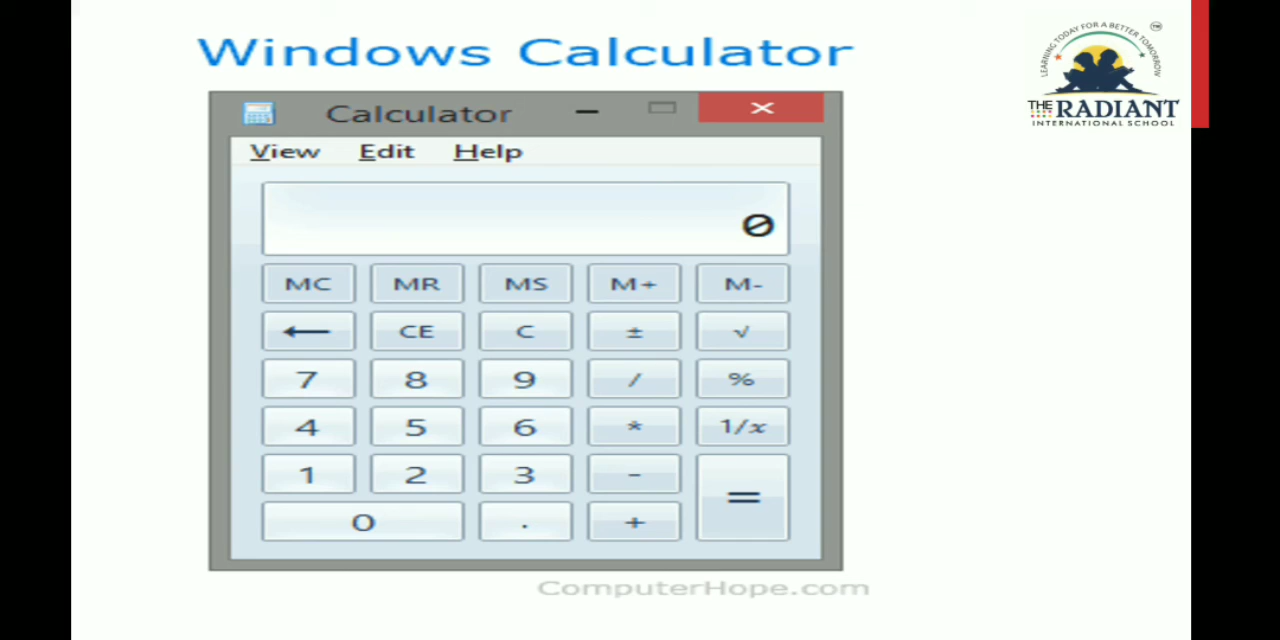 Windows Calculator
LEARNING TODAY FOR A BETTER TOMORROW
TM
THE RADIANT
INTERNATIONAL SCHOOL
Calculator
View Edit Help
0
MC MR MS M+ M-
← CE C ± √
7 8 9 / %
4 5 6 * 1/x
1 2 3 - =
0 . +
ComputerHope.com